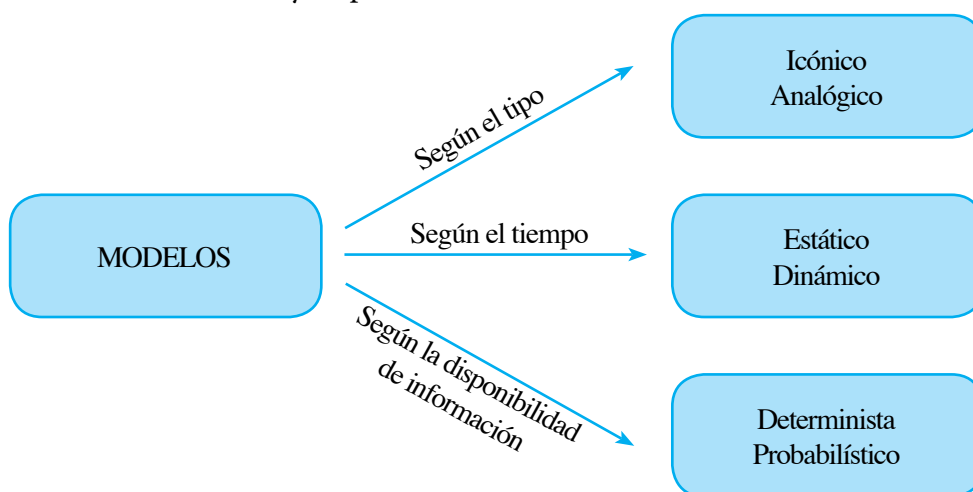 Según el tipo
Icónico
Analógico
MODELOS
Según el tiempo
Estático
Dinámico
Según la disponibilidad
de información
Determinista
Probabilístico